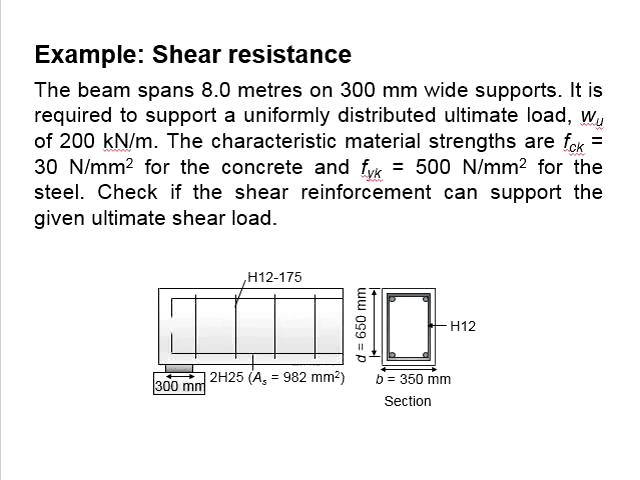 Example: Shear resistance
The beam spans 8.0 metres on 300 mm wide supports. It is
required to support a uniformly distributed ultimate load, wu
of 200 kN/m. The characteristic material strengths are fck =
30 N/mm2 for the concrete and fyk = 500 N/mm2 for the
steel. Check if the shear reinforcement can support the
given ultimate shear load.
H12-175
d = 650 mm
H12
300 mm
2H25 (As = 982 mm2)
b = 350 mm
Section